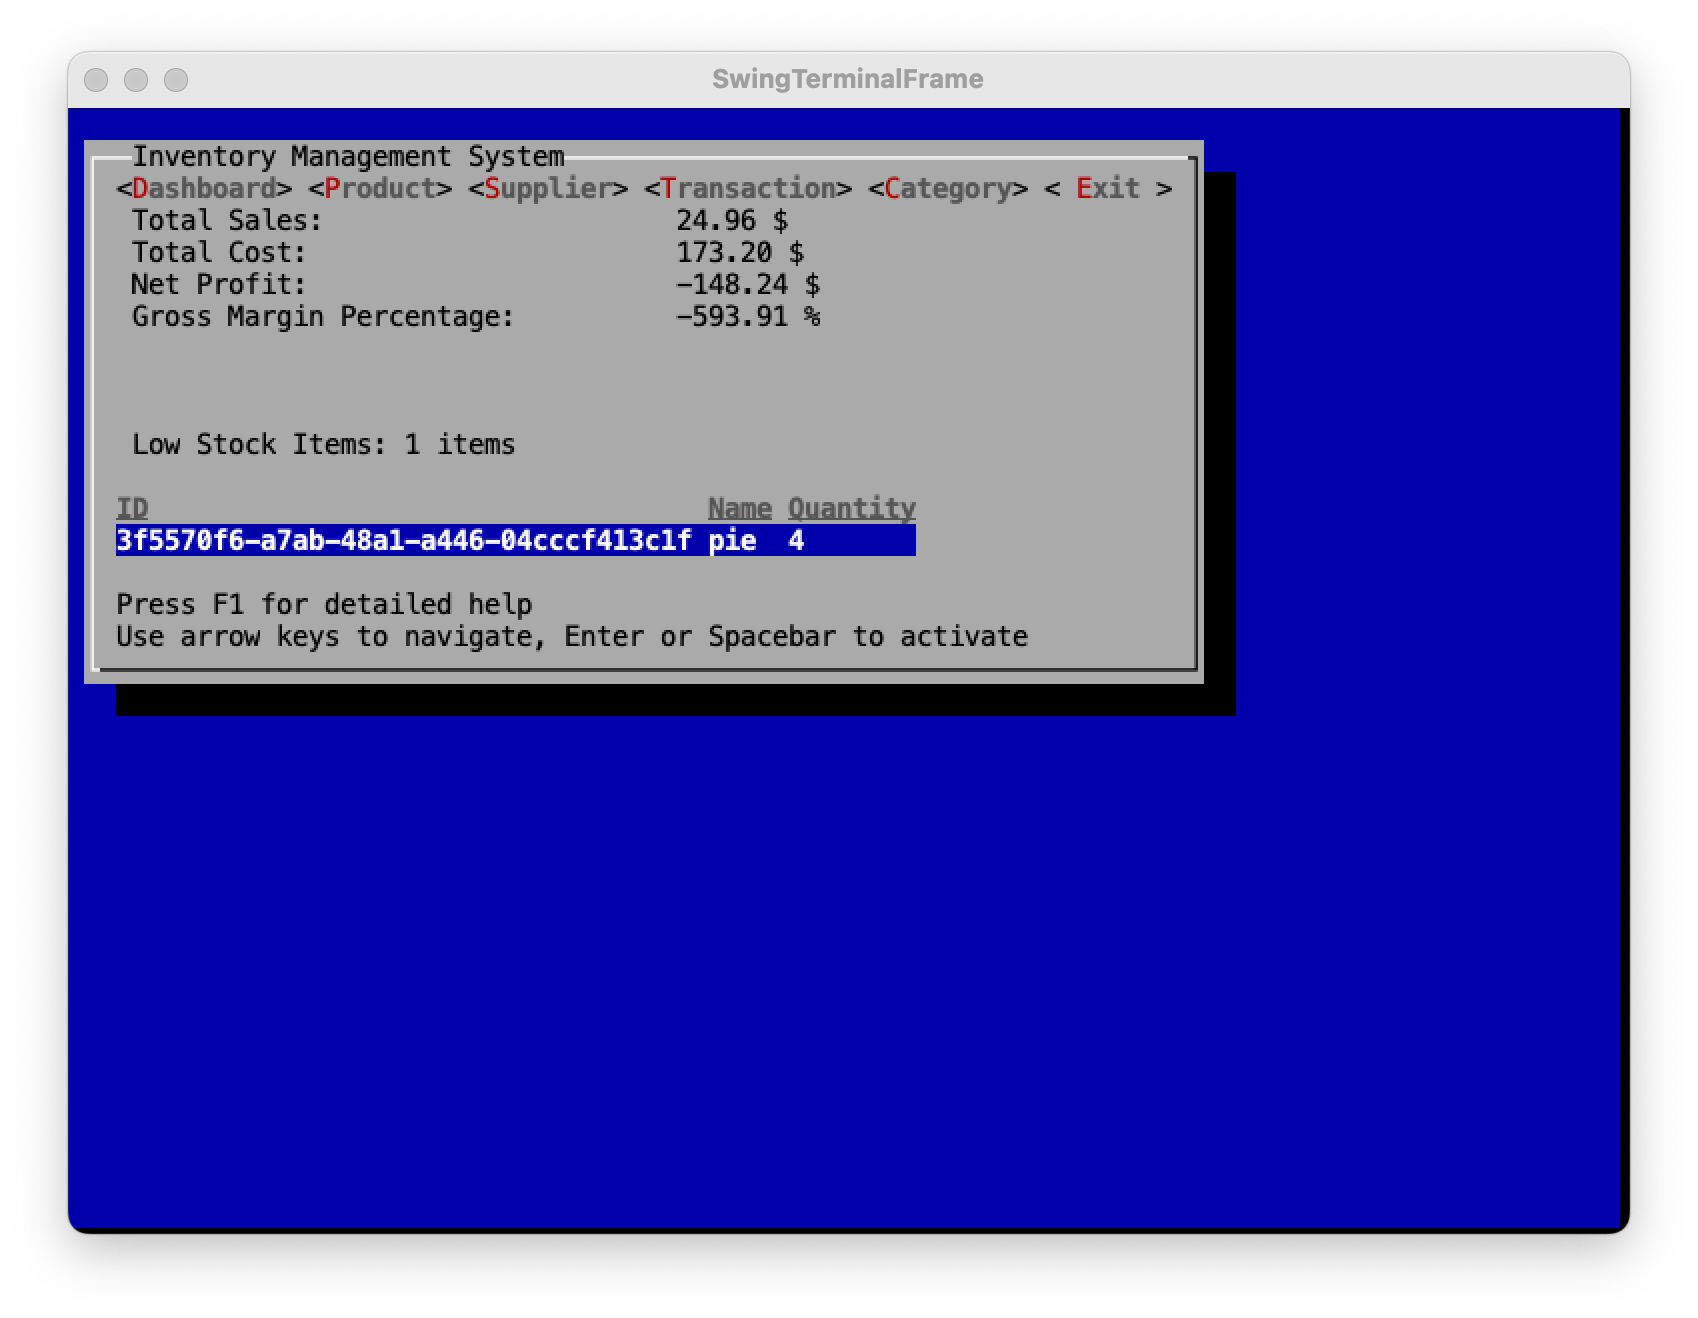 SwingTerminalFrame
Inventory Management System
<Dashboard> <Product> <Supplier> <Transaction> <Category> < Exit >
Total Sales: 24.96 $
Total Cost: 173.20 $
Net Profit: -148.24 $
Gross Margin Percentage: -593.91 %
Low Stock Items: 1 items
ID Name Quantity
3f5570f6-a7ab-48a1-a446-04cccf413c1f pie 4
Press F1 for detailed help
Use arrow keys to navigate, Enter or Spacebar to activate